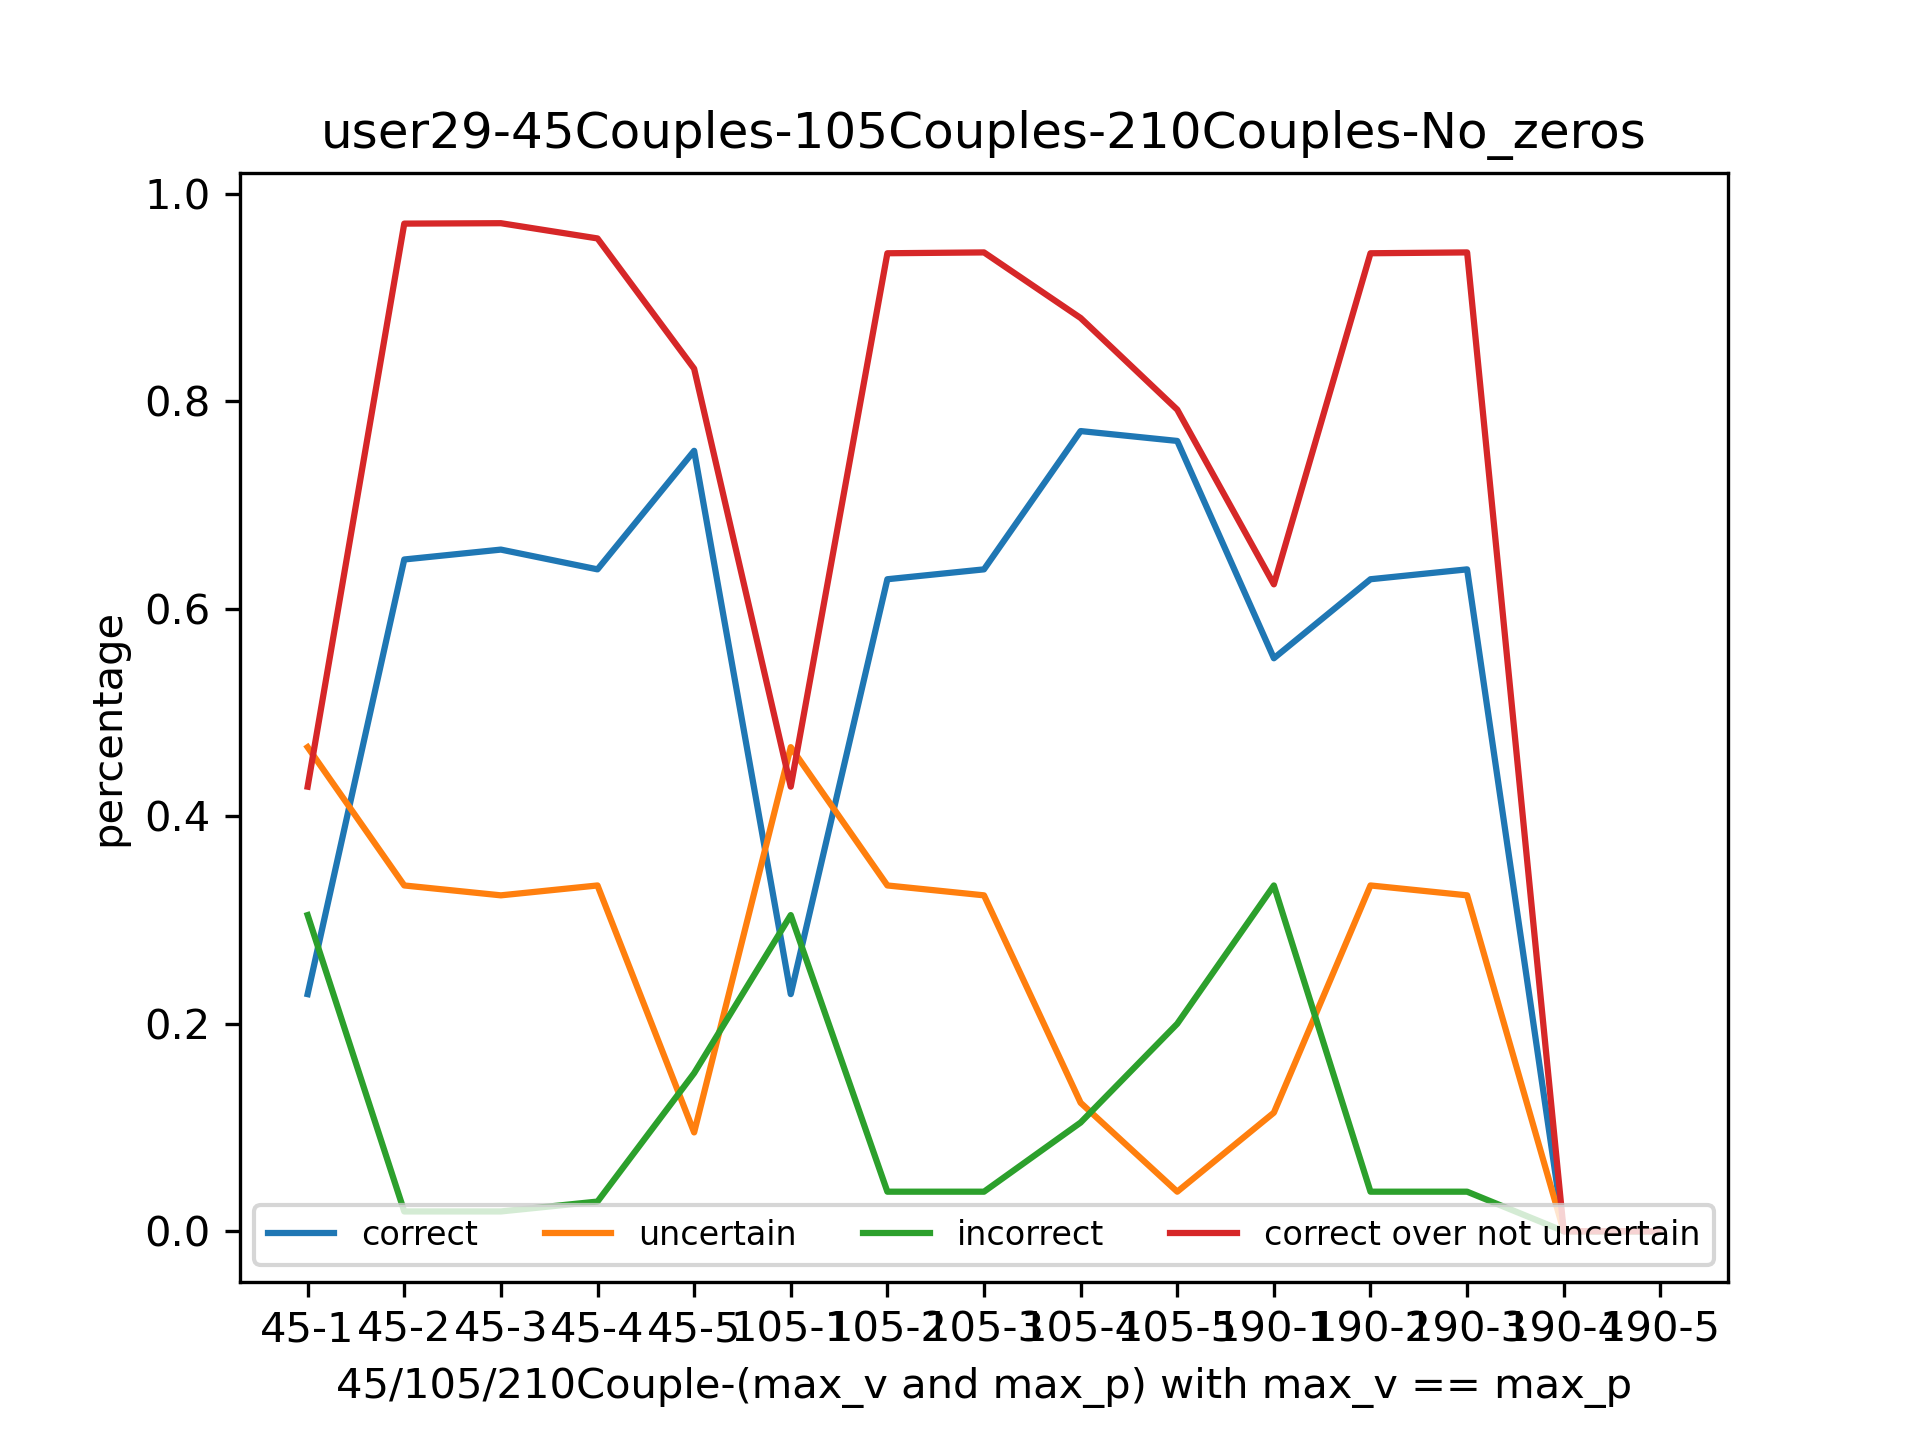 user29-45Couples-105Couples-210Couples-No_zeros
1.0
0.8
0.6
0.4
0.2
0.0
percentage
correct uncertain incorrect correct over not uncertain
45-1 45-2 45-3 45-4 45-5 105-1 105-2 105-3 105-4 105-5 190-1 190-2 190-3 190-4 190-5
45/105/210Couple-(max_v and max_p) with max_v == max_p